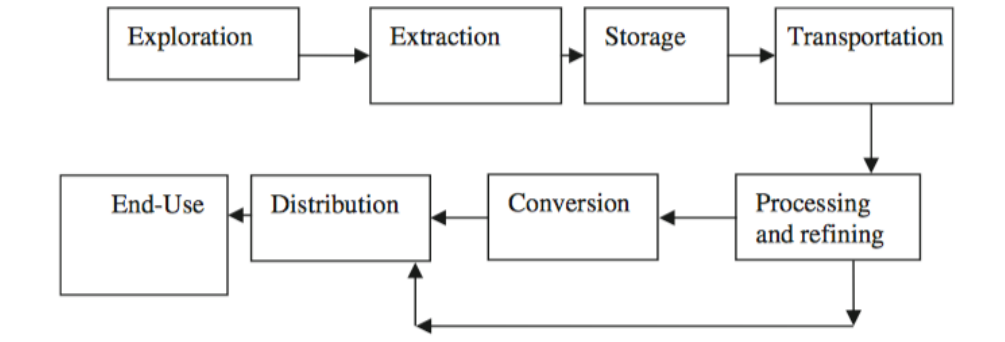 Exploration
Extraction
Storage
Transportation
End-Use
Distribution
Conversion
Processing
and refining